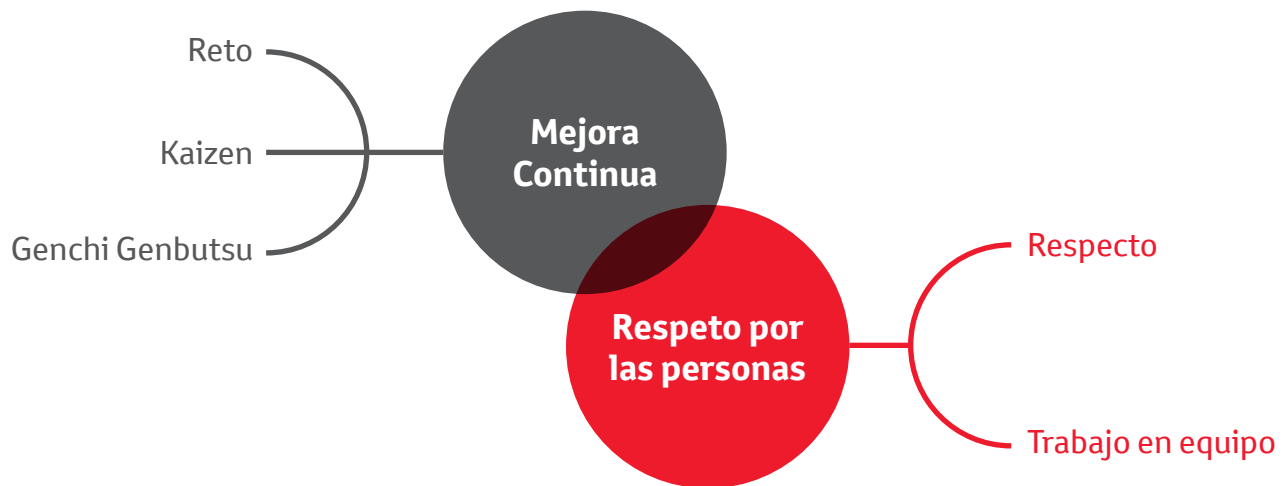 Reto
Kaizen
Genchi Genbutsu
Mejora
Continua
Respeto por
las personas
Respecto
Trabajo en equipo